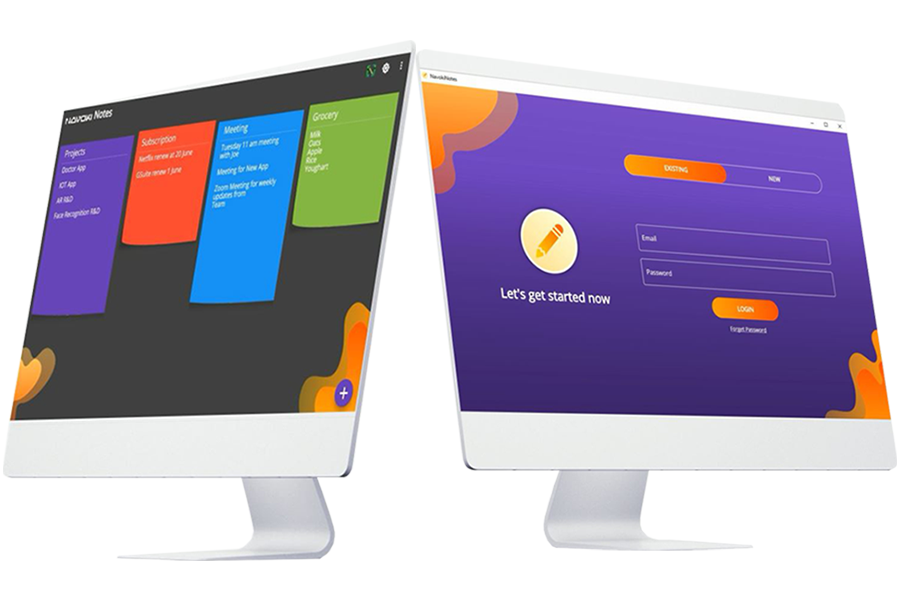 Navoki Notes
Projects
Doctor App
IOT App
AR R&D
Face Recognition R&D
Subscription
Netflix renew at 20 June
GSuite renew 1 June
Meeting
Tuesday 11 am meeting
with Joe
Meeting for New App
Zoom Meeting for weekly
updates from
Team
Grocery
Milk
Oats
Apple
Rice
Youghart
+
NavokiNotes
EXISTING
NEW
Let's get started now
Email
Password
LOGIN
Forgot Password